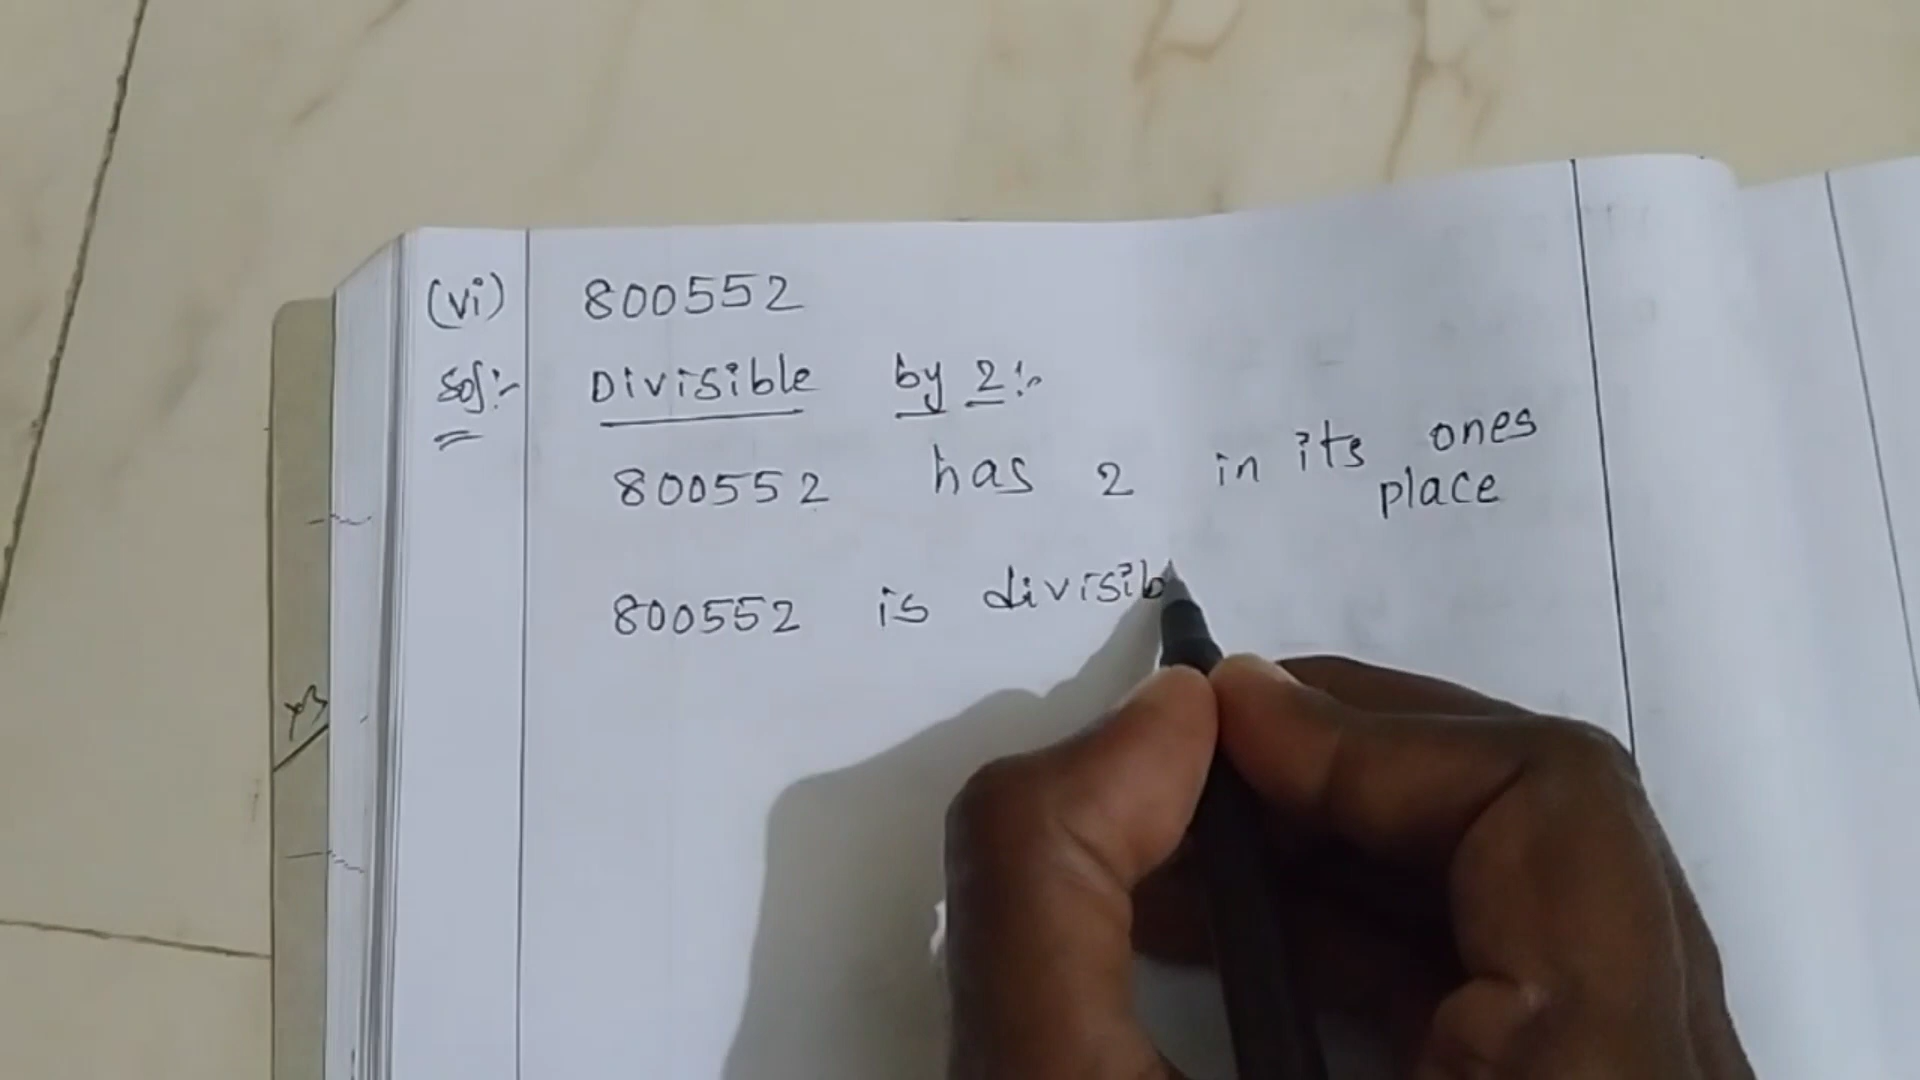 (vi) 800552
Sol:- Divisible by 2:-
800552 has 2 in its ones
place
800552 is divisib